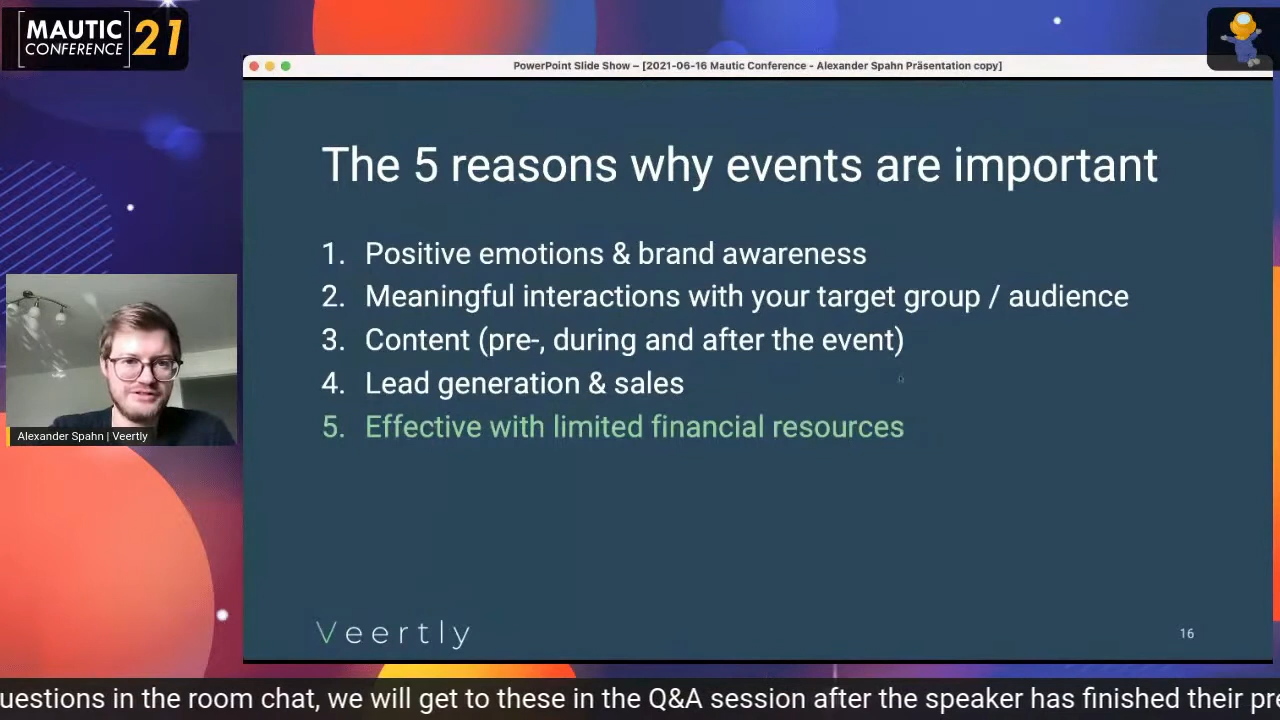 MAUTIC
CONFERENCE 21
PowerPoint Slide Show – [2021-06-16 Mautic Conference - Alexander Spahn Präsentation copy]
The 5 reasons why events are important
1. Positive emotions & brand awareness
2. Meaningful interactions with your target group / audience
3. Content (pre-, during and after the event)
4. Lead generation & sales
5. Effective with limited financial resources
Alexander Spahn | Veertly
Veertly
16
uestions in the room chat, we will get to these in the Q&A session after the speaker has finished their pre